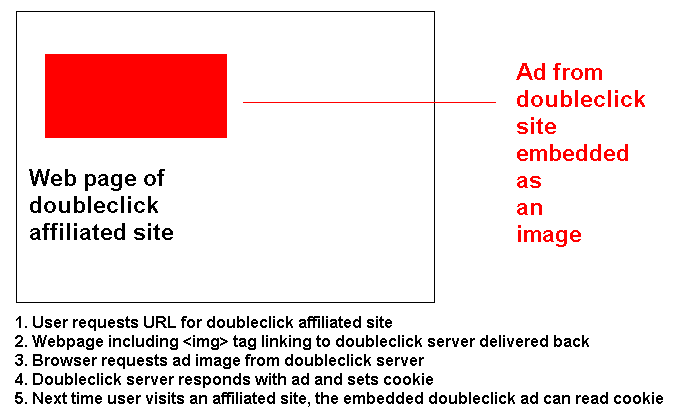 Ad from
doubleclick
site
embedded
as
an
image
Web page of
doubleclick
affiliated site
1. User requests URL for doubleclick affiliated site
2. Webpage including <img> tag linking to doubleclick server delivered back
3. Browser requests ad image from doubleclick server
4. Doubleclick server responds with ad and sets cookie
5. Next time user visits an affiliated site, the embedded doubleclick ad can read cookie